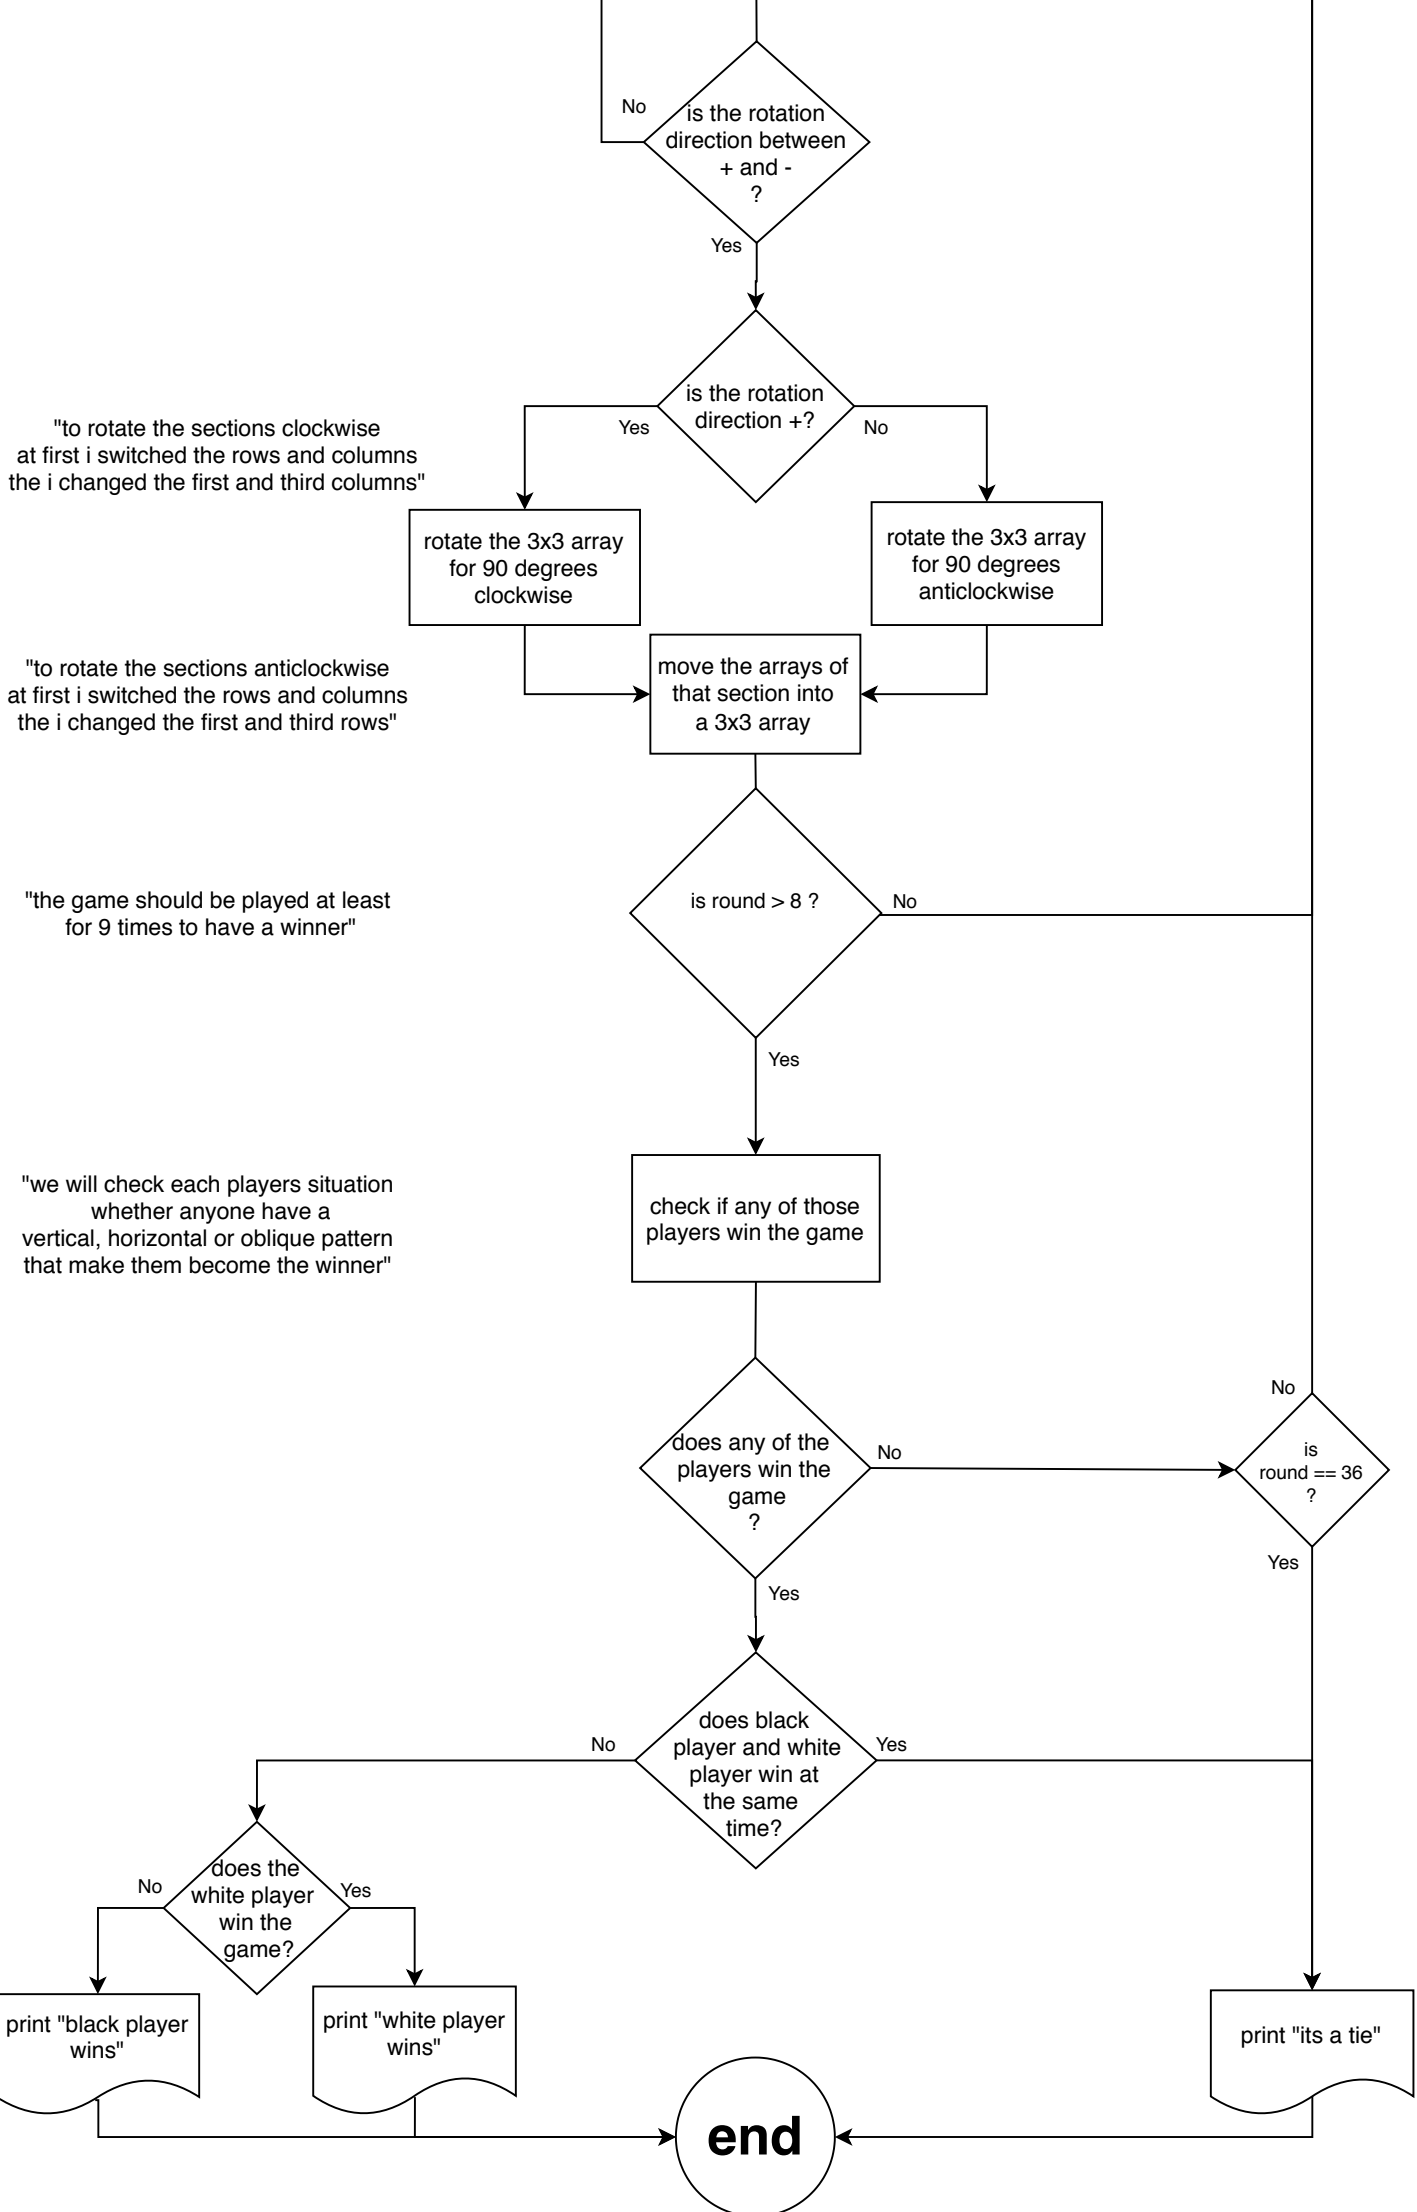 No
is the rotation
direction between
+ and -
?
Yes
is the rotation
direction +?
Yes
No
"to rotate the sections clockwise
at first i switched the rows and columns
the i changed the first and third columns"
rotate the 3x3 array
for 90 degrees
clockwise
rotate the 3x3 array
for 90 degrees
anticlockwise
"to rotate the sections anticlockwise
at first i switched the rows and columns
the i changed the first and third rows"
move the arrays of
that section into
a 3x3 array
"the game should be played at least
for 9 times to have a winner"
is round > 8 ?
No
Yes
"we will check each players situation
whether anyone have a
vertical, horizontal or oblique pattern
that make them become the winner"
check if any of those
players win the game
does any of the
players win the
game
?
No
No
is
round == 36
?
Yes
Yes
does black
player and white
player win at
the same
time?
No
Yes
does the
white player
win the
game?
No
Yes
print "black player
wins"
print "white player
wins"
print "its a tie"
end